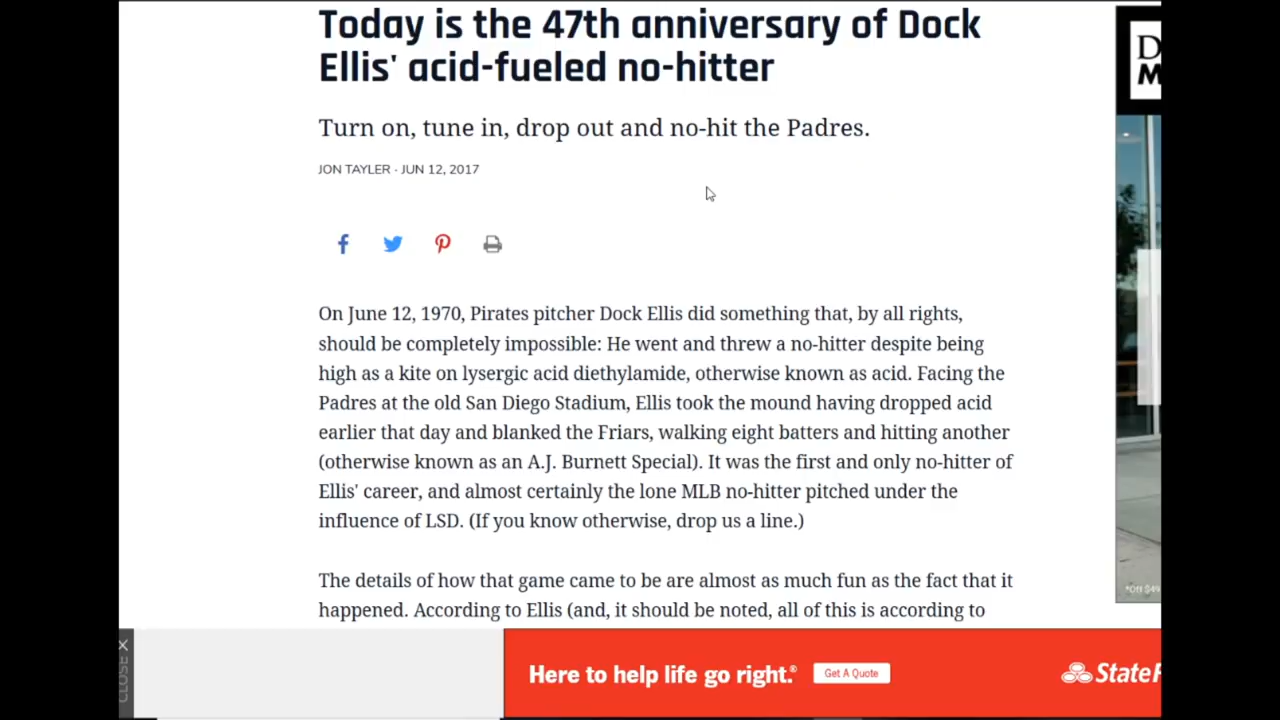 Today is the 47th anniversary of Dock
Ellis' acid-fueled no-hitter
Turn on, tune in, drop out and no-hit the Padres.
JON TAYLER · JUN 12, 2017
On June 12, 1970, Pirates pitcher Dock Ellis did something that, by all rights,
should be completely impossible: He went and threw a no-hitter despite being
high as a kite on lysergic acid diethylamide, otherwise known as acid. Facing the
Padres at the old San Diego Stadium, Ellis took the mound having dropped acid
earlier that day and blanked the Friars, walking eight batters and hitting another
(otherwise known as an A.J. Burnett Special). It was the first and only no-hitter of
Ellis' career, and almost certainly the lone MLB no-hitter pitched under the
influence of LSD. (If you know otherwise, drop us a line.)
The details of how that game came to be are almost as much fun as the fact that it
happened. According to Ellis (and, it should be noted, all of this is according to
D
M
CLOSE X
Here to help life go right.®
Get A Quote
StateF